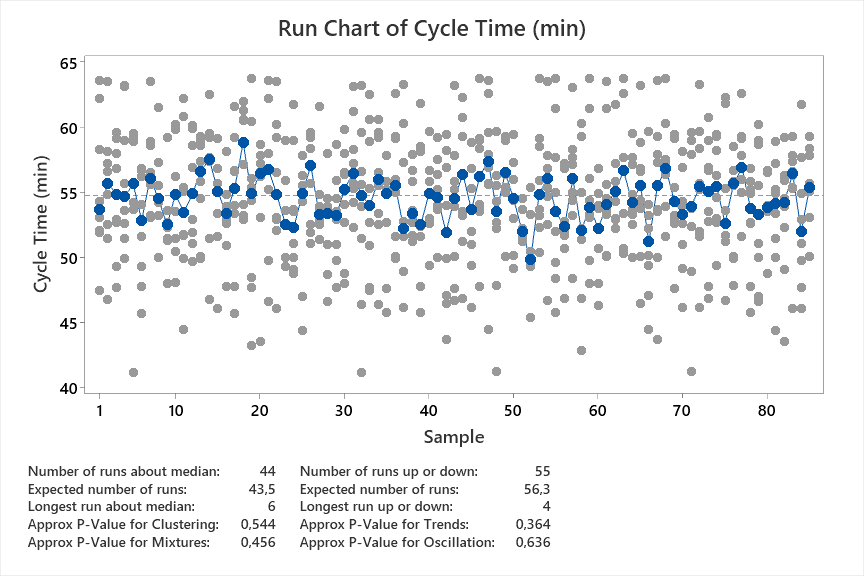 Run Chart of Cycle Time (min)
Cycle Time (min)
65
60
55
50
45
40
1 10 20 30 40 50 60 70 80
Sample
Number of runs about median: 44 Number of runs up or down: 55
Expected number of runs: 43,5 Expected number of runs: 56,3
Longest run about median: 6 Longest run up or down: 4
Approx P-Value for Clustering: 0,544 Approx P-Value for Trends: 0,364
Approx P-Value for Mixtures: 0,456 Approx P-Value for Oscillation: 0,636